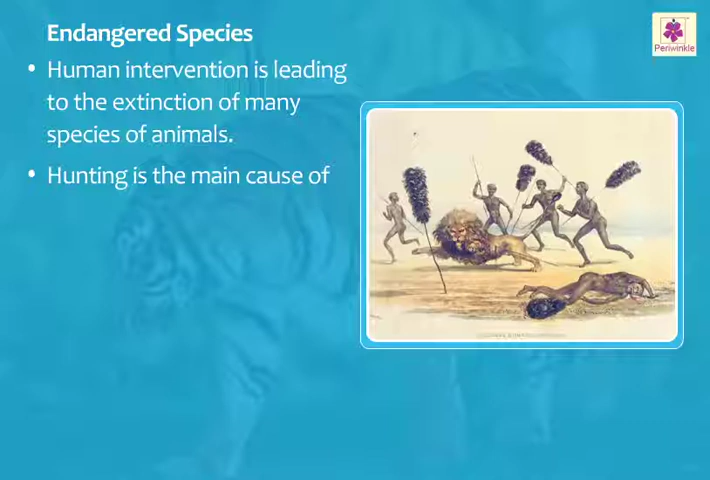 Endangered Species
• Human intervention is leading
to the extinction of many
species of animals.
• Hunting is the main cause of
Periwinkle